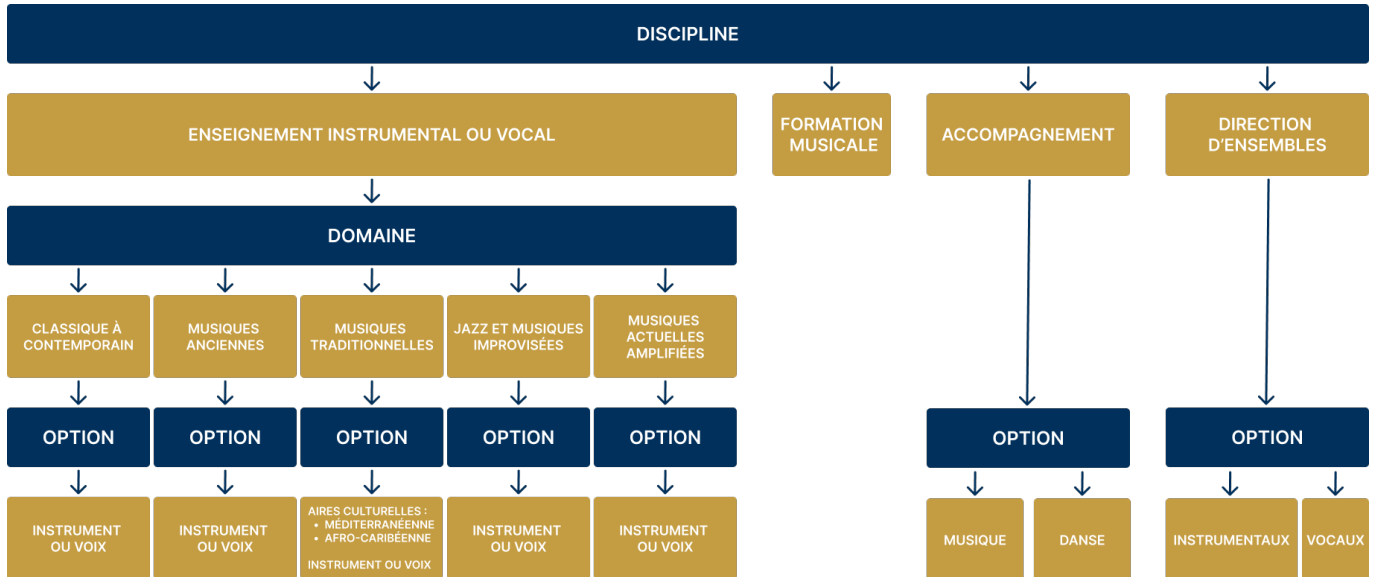 DISCIPLINE
ENSEIGNEMENT INSTRUMENTAL OU VOCAL
FORMATION
MUSICALE
ACCOMPAGNEMENT
DIRECTION
D'ENSEMBLES
DOMAINE
CLASSIQUE À
CONTEMPORAIN
MUSIQUES
ANCIENNES
MUSIQUES
TRADITIONNELLES
JAZZ ET MUSIQUES
IMPROVISÉES
MUSIQUES
ACTUELLES
AMPLIFIÉES
OPTION
OPTION
OPTION
OPTION
OPTION
OPTION
OPTION
INSTRUMENT
OU VOIX
INSTRUMENT
OU VOIX
AIRES CULTURELLES :
• MÉDITERRANÉENNE
• AFRO-CARIBÉENNE
INSTRUMENT OU VOIX
INSTRUMENT
OU VOIX
INSTRUMENT
OU VOIX
MUSIQUE
DANSE
INSTRUMENTAUX
VOCAUX